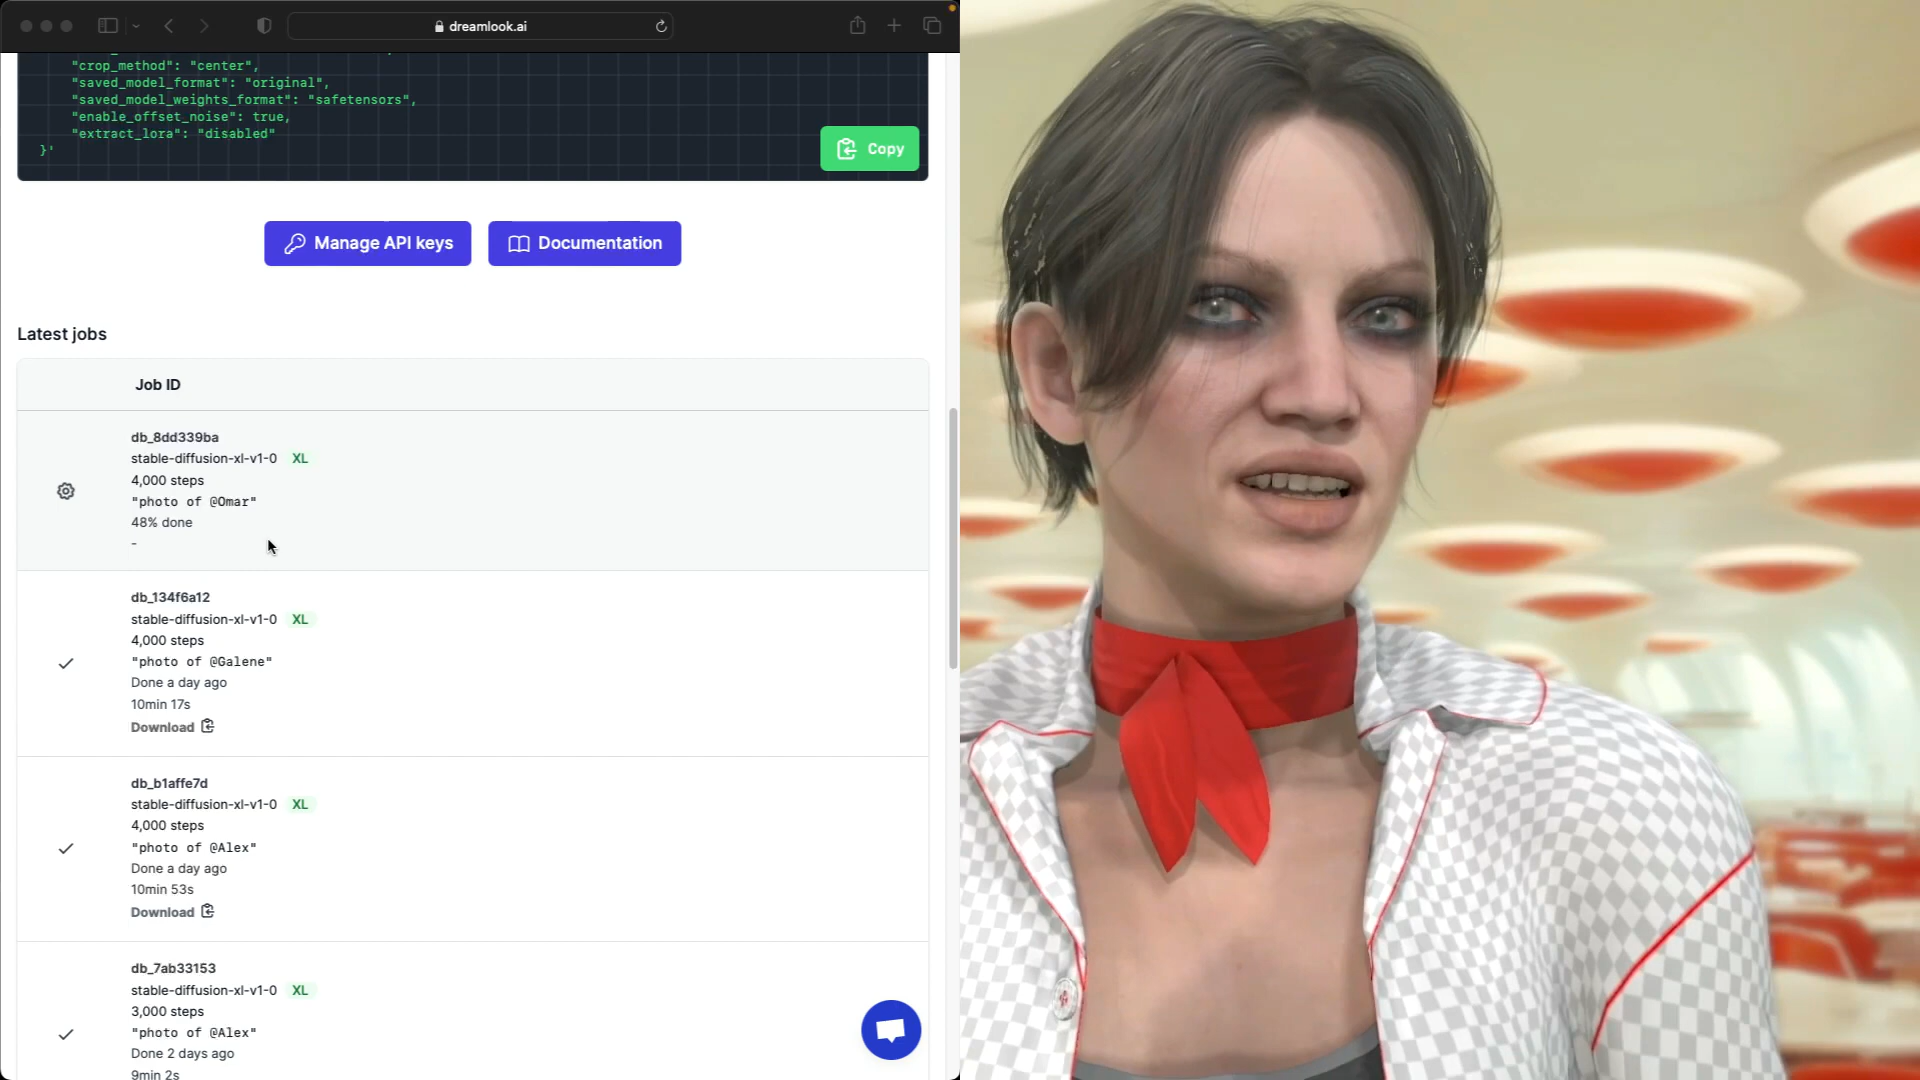 dreamlook.ai
"crop_method": "center",
"saved_model_format": "original",
"saved_model_weights_format": "safetensors",
"enable_offset_noise": true,
"extract_lora": "disabled"
}'
Copy
Manage API keys
Documentation
Latest jobs
Job ID
db_8dd339ba
stable-diffusion-xl-v1-0 XL
4,000 steps
"photo of @Omar"
48% done
-
db_134f6a12
stable-diffusion-xl-v1-0 XL
4,000 steps
"photo of @Galene"
Done a day ago
10min 17s
Download
db_b1affe7d
stable-diffusion-xl-v1-0 XL
4,000 steps
"photo of @Alex"
Done a day ago
10min 53s
Download
db_7ab33153
stable-diffusion-xl-v1-0 XL
3,000 steps
"photo of @Alex"
Done 2 days ago
9min 2s